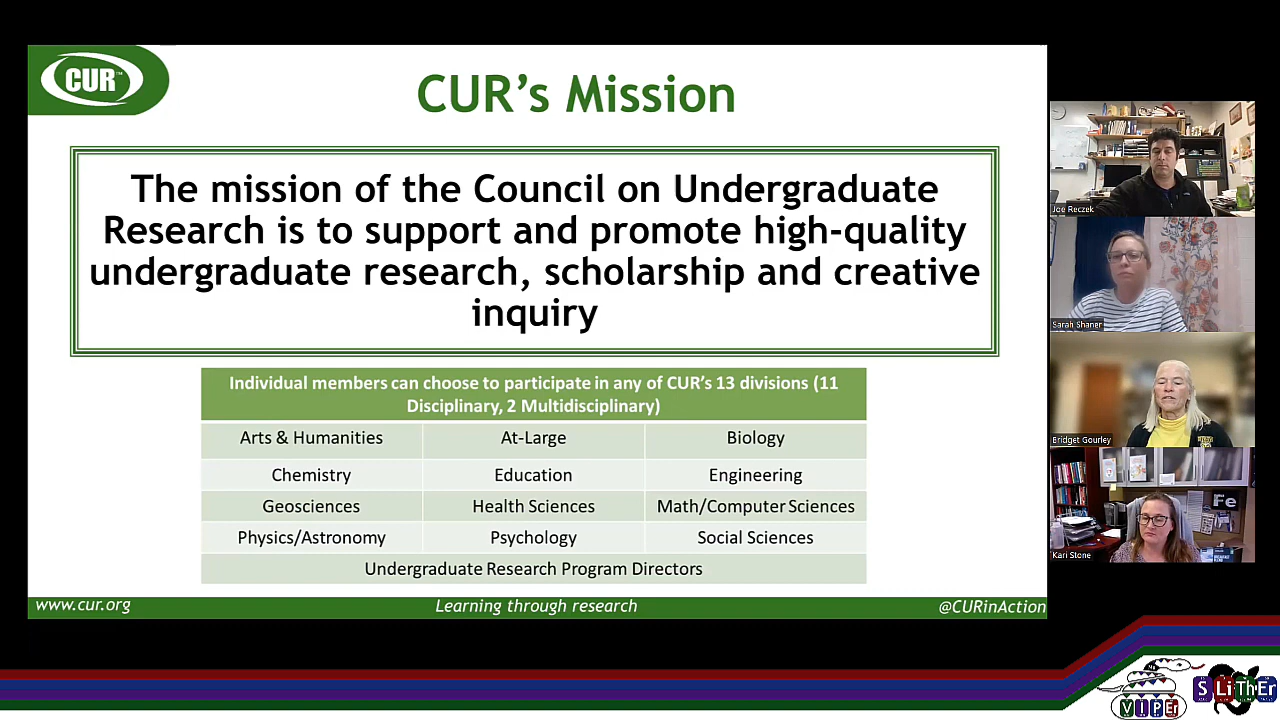 CUR™
CUR's Mission
The mission of the Council on Undergraduate
Research is to support and promote high-quality
undergraduate research, scholarship and creative
inquiry
Individual members can choose to participate in any of CUR's 13 divisions (11
Disciplinary, 2 Multidisciplinary)
Arts & Humanities At-Large Biology
Chemistry Education Engineering
Geosciences Health Sciences Math/Computer Sciences
Physics/Astronomy Psychology Social Sciences
Undergraduate Research Program Directors
www.cur.org Learning through research @CURinAction
Joe Reczek
Sarah Shaner
Bridget Gourley
Fe
Kari Stone
VIPEr
SLiThEr